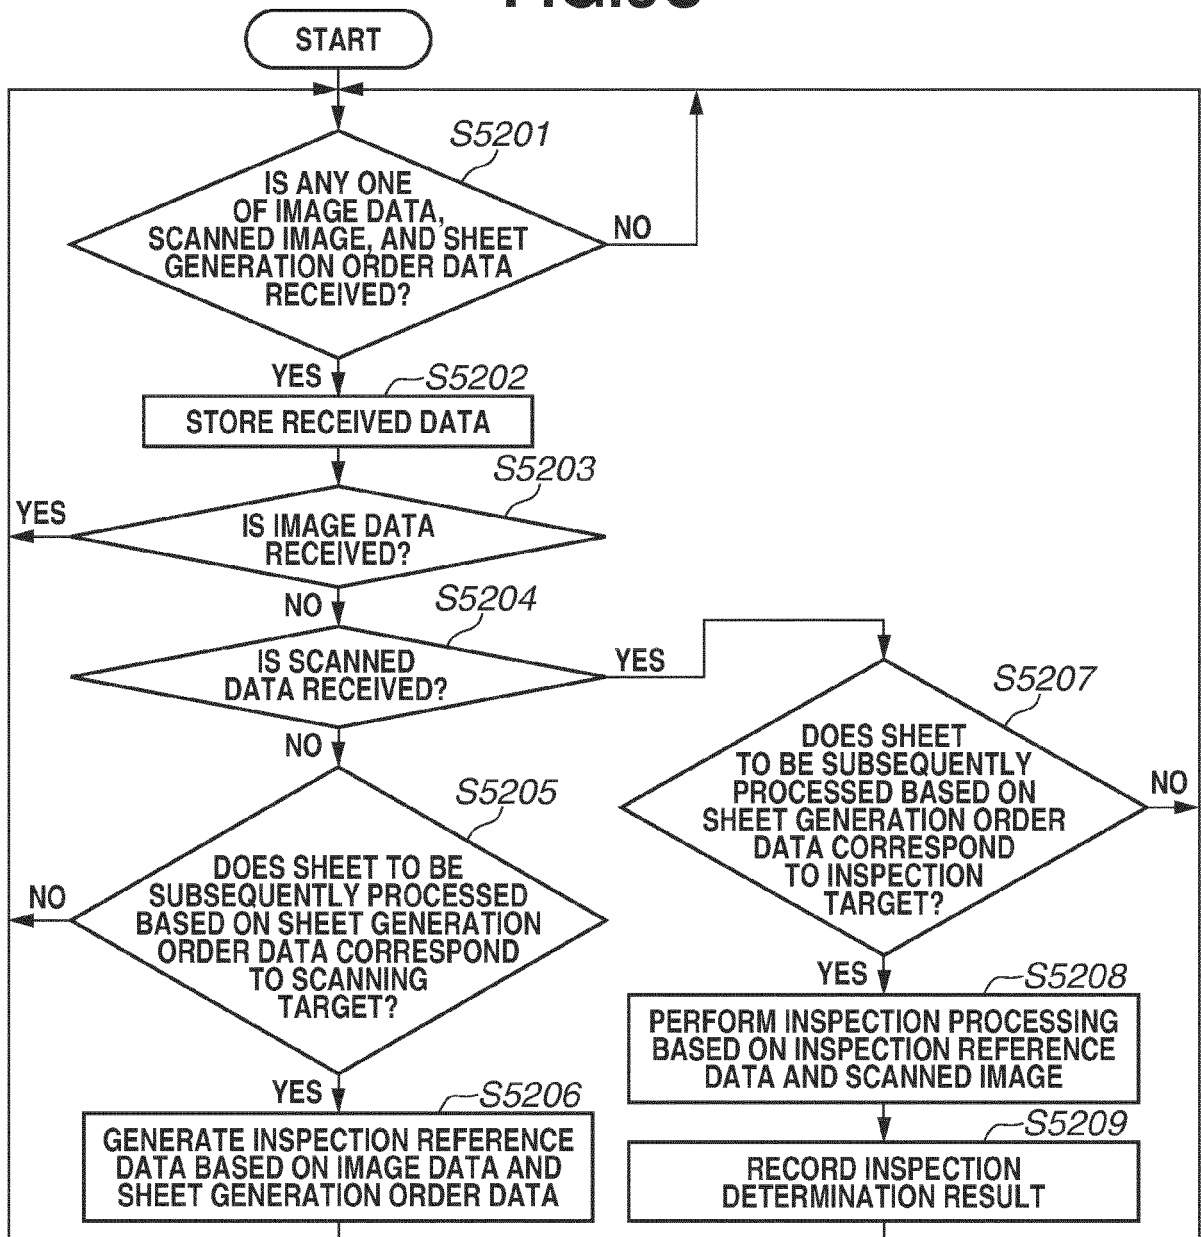 START
S5201
IS ANY ONE
OF IMAGE DATA,
SCANNED IMAGE, AND SHEET
GENERATION ORDER DATA
RECEIVED?
NO
YES
S5202
STORE RECEIVED DATA
S5203
YES
IS IMAGE DATA
RECEIVED?
NO
S5204
IS SCANNED
DATA RECEIVED?
YES
NO
S5205
DOES SHEET TO BE
SUBSEQUENTLY PROCESSED
BASED ON SHEET GENERATION
ORDER DATA CORRESPOND
TO SCANNING
TARGET?
NO
YES
S5206
GENERATE INSPECTION REFERENCE
DATA BASED ON IMAGE DATA AND
SHEET GENERATION ORDER DATA
S5207
DOES SHEET
TO BE SUBSEQUENTLY
PROCESSED BASED ON
SHEET GENERATION ORDER
DATA CORRESPOND
TO INSPECTION
TARGET?
NO
YES
S5208
PERFORM INSPECTION PROCESSING
BASED ON INSPECTION REFERENCE
DATA AND SCANNED IMAGE
S5209
RECORD INSPECTION
DETERMINATION RESULT